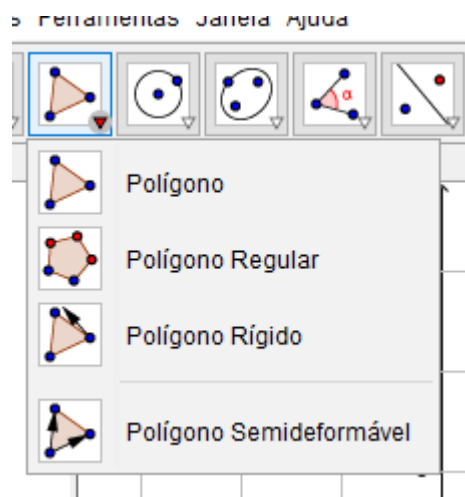 s Ferramentas Janela Ajuda
α
Polígono
Polígono Regular
Polígono Rígido
Polígono Semideformável